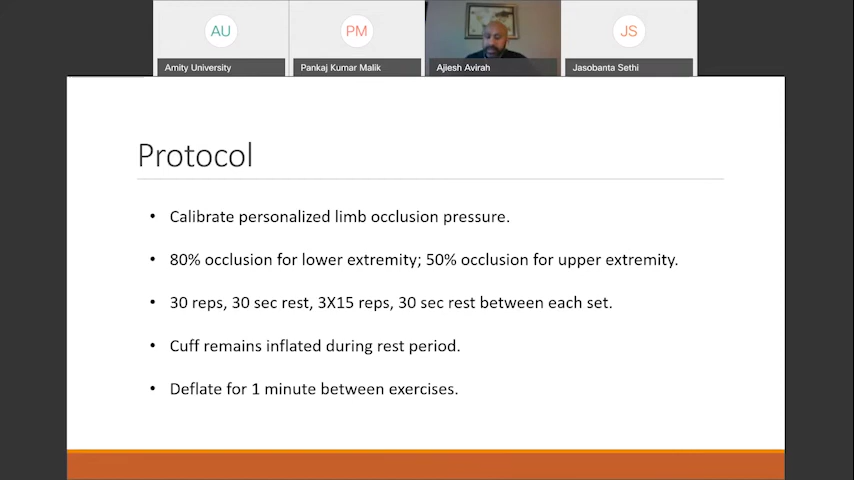 AU
PM
JS
Amity University
Pankaj Kumar Malik
Ajiesh Avirah
Jasobanta Sethi
Protocol
• Calibrate personalized limb occlusion pressure.
• 80% occlusion for lower extremity; 50% occlusion for upper extremity.
• 30 reps, 30 sec rest, 3X15 reps, 30 sec rest between each set.
• Cuff remains inflated during rest period.
• Deflate for 1 minute between exercises.